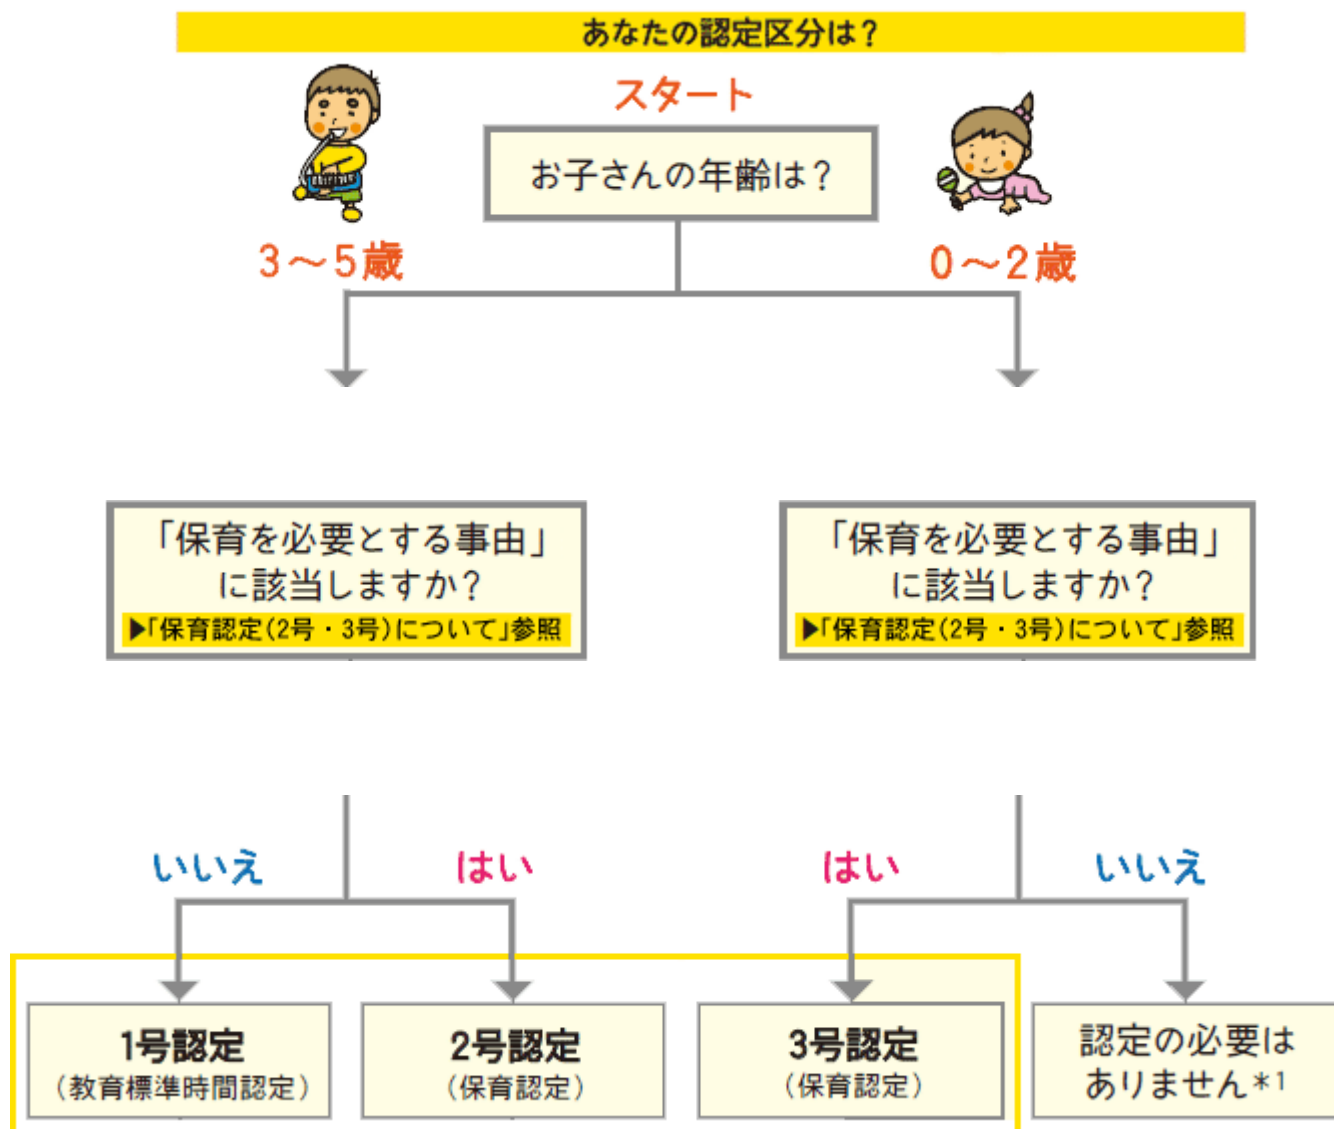 あなたの認定区分は？
スタート
お子さんの年齢は？
3～5歳
0～2歳
「保育を必要とする事由」
に該当しますか？
▶「保育認定(2号・3号)について」参照
「保育を必要とする事由」
に該当しますか？
▶「保育認定(2号・3号)について」参照
いいえ
はい
はい
いいえ
1号認定
（教育標準時間認定）
2号認定
（保育認定）
3号認定
（保育認定）
認定の必要は
ありません*1